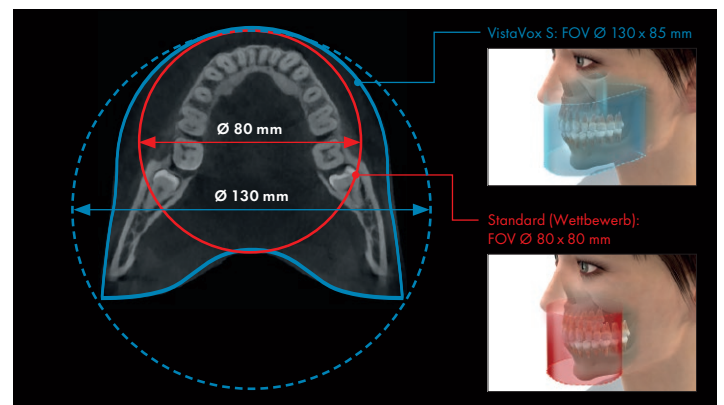 VistaVox S: FOV Ø 130 x 85 mm
Ø 80 mm
Ø 130 mm
Standard (Wettbewerb):
FOV Ø 80 x 80 mm